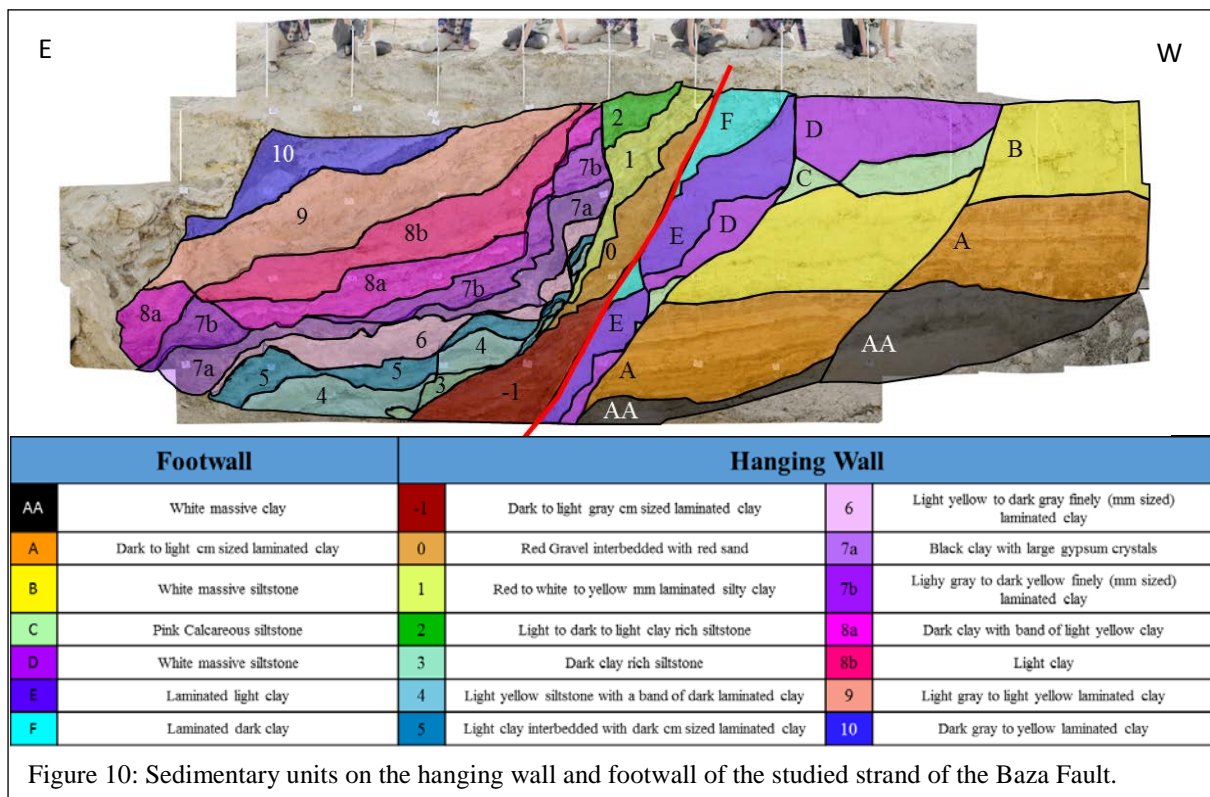 E
W
10
2
F
D
B
7b
1
9
C
7a
8b
A
E
D
0
8a
7b
8a
7b
6
E
AA
7a
4
5
5
A
3
-1
4
AA
Footwall
Hanging Wall
AA White massive clay -1 Dark to light gray cm sized laminated clay 6 Light yellow to dark gray finely (mm sized)
laminated clay
A Dark to light cm sized laminated clay 0 Red Gravel interbedded with red sand 7a Black clay with large gypsum crystals
B White massive siltstone 1 Red to white to yellow mm laminated silty clay 7b Lighy gray to dark yellow finely (mm sized)
laminated clay
C Pink Calcareous siltstone 2 Light to dark to light clay rich siltstone 8a Dark clay with band of light yellow clay
D White massive siltstone 3 Dark clay rich siltstone 8b Light clay
E Laminated light clay 4 Light yellow siltstone with a band of dark laminated clay 9 Light gray to light yellow laminated clay
F Laminated dark clay 5 Light clay interbedded with dark cm sized laminated clay 10 Dark gray to yellow laminated clay
Figure 10: Sedimentary units on the hanging wall and footwall of the studied strand of the Baza Fault.